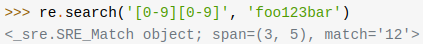 >>> re.search('[0-9][0-9]', 'foo123bar')
<_sre.SRE_Match object; span=(3, 5), match='12'>